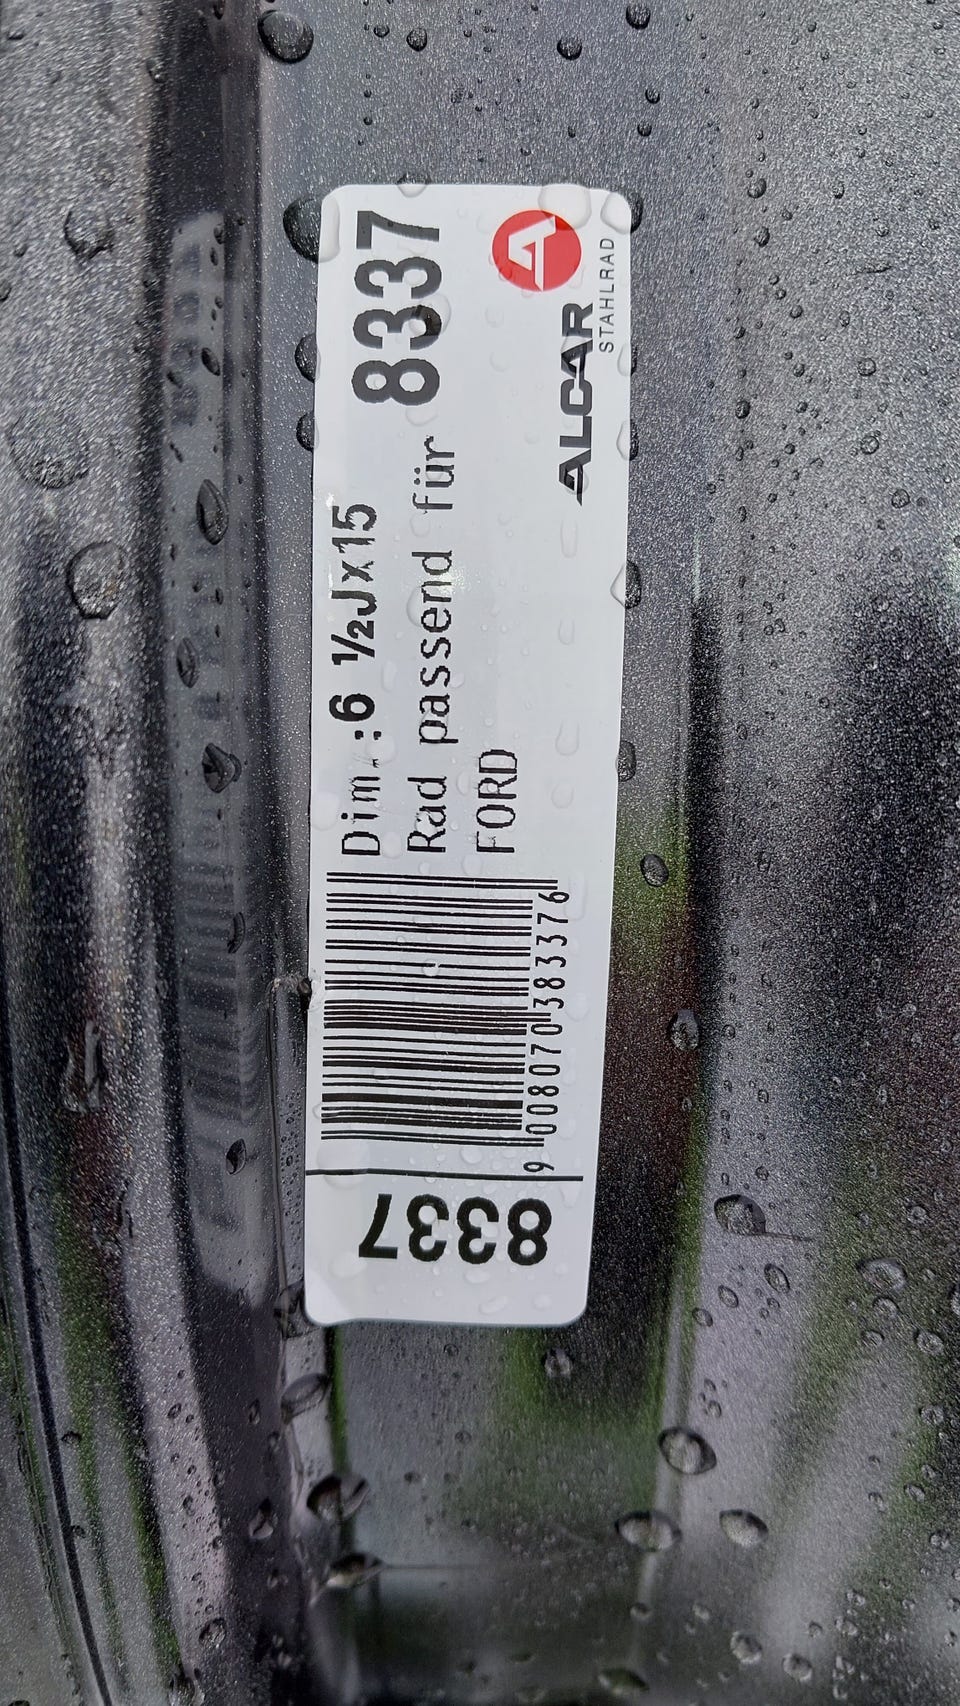 Dim.:6 ½Jx15
Rad passend für 8337
FORD
ALCAR
STAHLRAD
9 008070 383376
8337